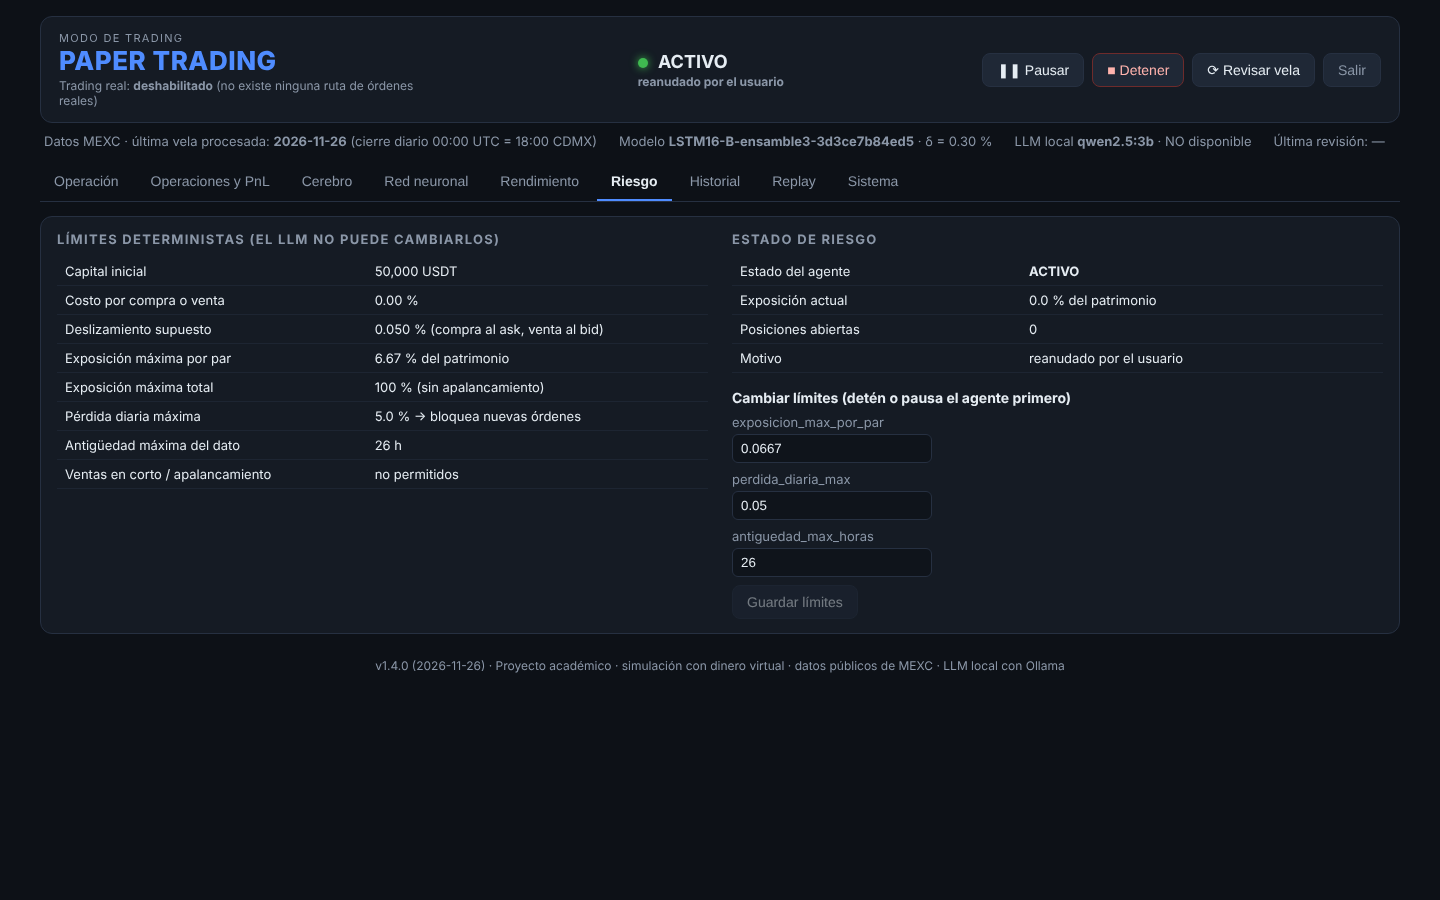 MODO DE TRADING
PAPER TRADING
Trading real: deshabilitado (no existe ninguna ruta de órdenes
reales)
ACTIVO
reanudado por el usuario
❚❚ Pausar
■ Detener
⟳ Revisar vela
Salir
Datos MEXC · última vela procesada: 2026-11-26 (cierre diario 00:00 UTC = 18:00 CDMX)
Modelo LSTM16-B-ensamble3-3d3ce7b84ed5 · δ = 0.30 %
LLM local qwen2.5:3b · NO disponible
Última revisión: —
Operación
Operaciones y PnL
Cerebro
Red neuronal
Rendimiento
Riesgo
Historial
Replay
Sistema
LÍMITES DETERMINISTAS (EL LLM NO PUEDE CAMBIARLOS)
Capital inicial 50,000 USDT
Costo por compra o venta 0.00 %
Deslizamiento supuesto 0.050 % (compra al ask, venta al bid)
Exposición máxima por par 6.67 % del patrimonio
Exposición máxima total 100 % (sin apalancamiento)
Pérdida diaria máxima 5.0 % → bloquea nuevas órdenes
Antigüedad máxima del dato 26 h
Ventas en corto / apalancamiento no permitidos
ESTADO DE RIESGO
Estado del agente ACTIVO
Exposición actual 0.0 % del patrimonio
Posiciones abiertas 0
Motivo reanudado por el usuario
Cambiar límites (detén o pausa el agente primero)
exposicion_max_por_par
0.0667
perdida_diaria_max
0.05
antiguedad_max_horas
26
Guardar límites
v1.4.0 (2026-11-26) · Proyecto académico · simulación con dinero virtual · datos públicos de MEXC · LLM local con Ollama